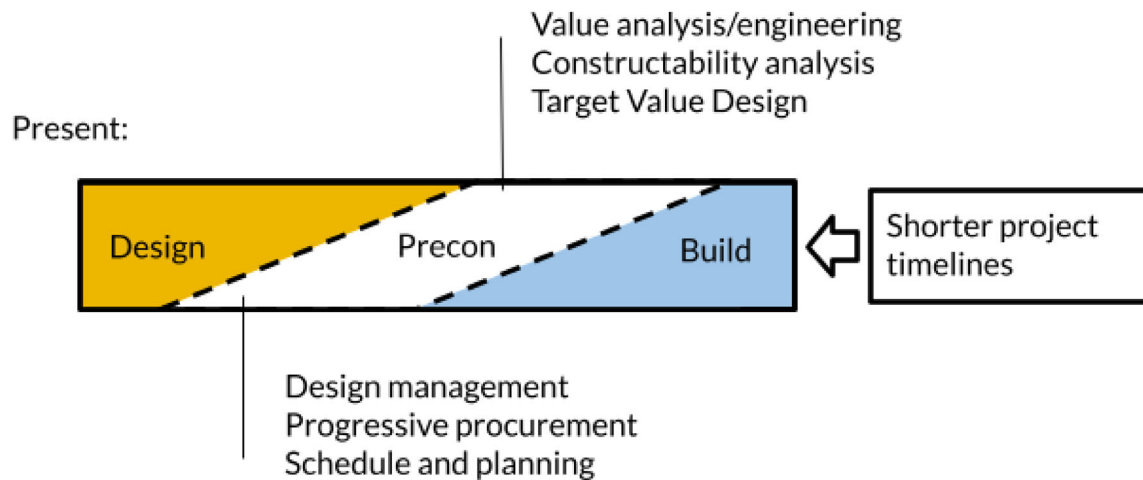 Value analysis/engineering
Constructability analysis
Target Value Design
Present:
Design
Precon
Build
Shorter project
timelines
Design management
Progressive procurement
Schedule and planning